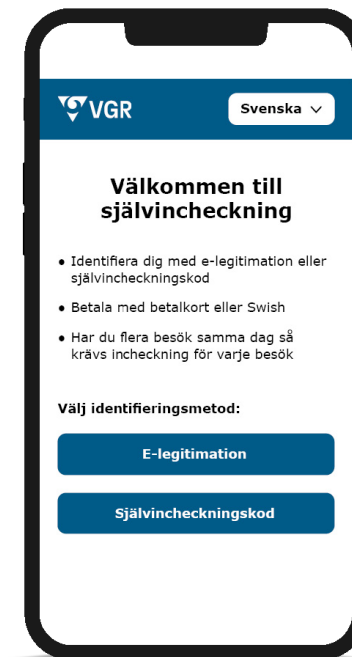 VGR
Svenska
Välkommen till
självincheckning
• Identifiera dig med e-legitimation eller
självincheckningskod
• Betala med betalkort eller Swish
• Har du flera besök samma dag så
krävs incheckning för varje besök
Välj identifieringsmetod:
E-legitimation
Självincheckningskod